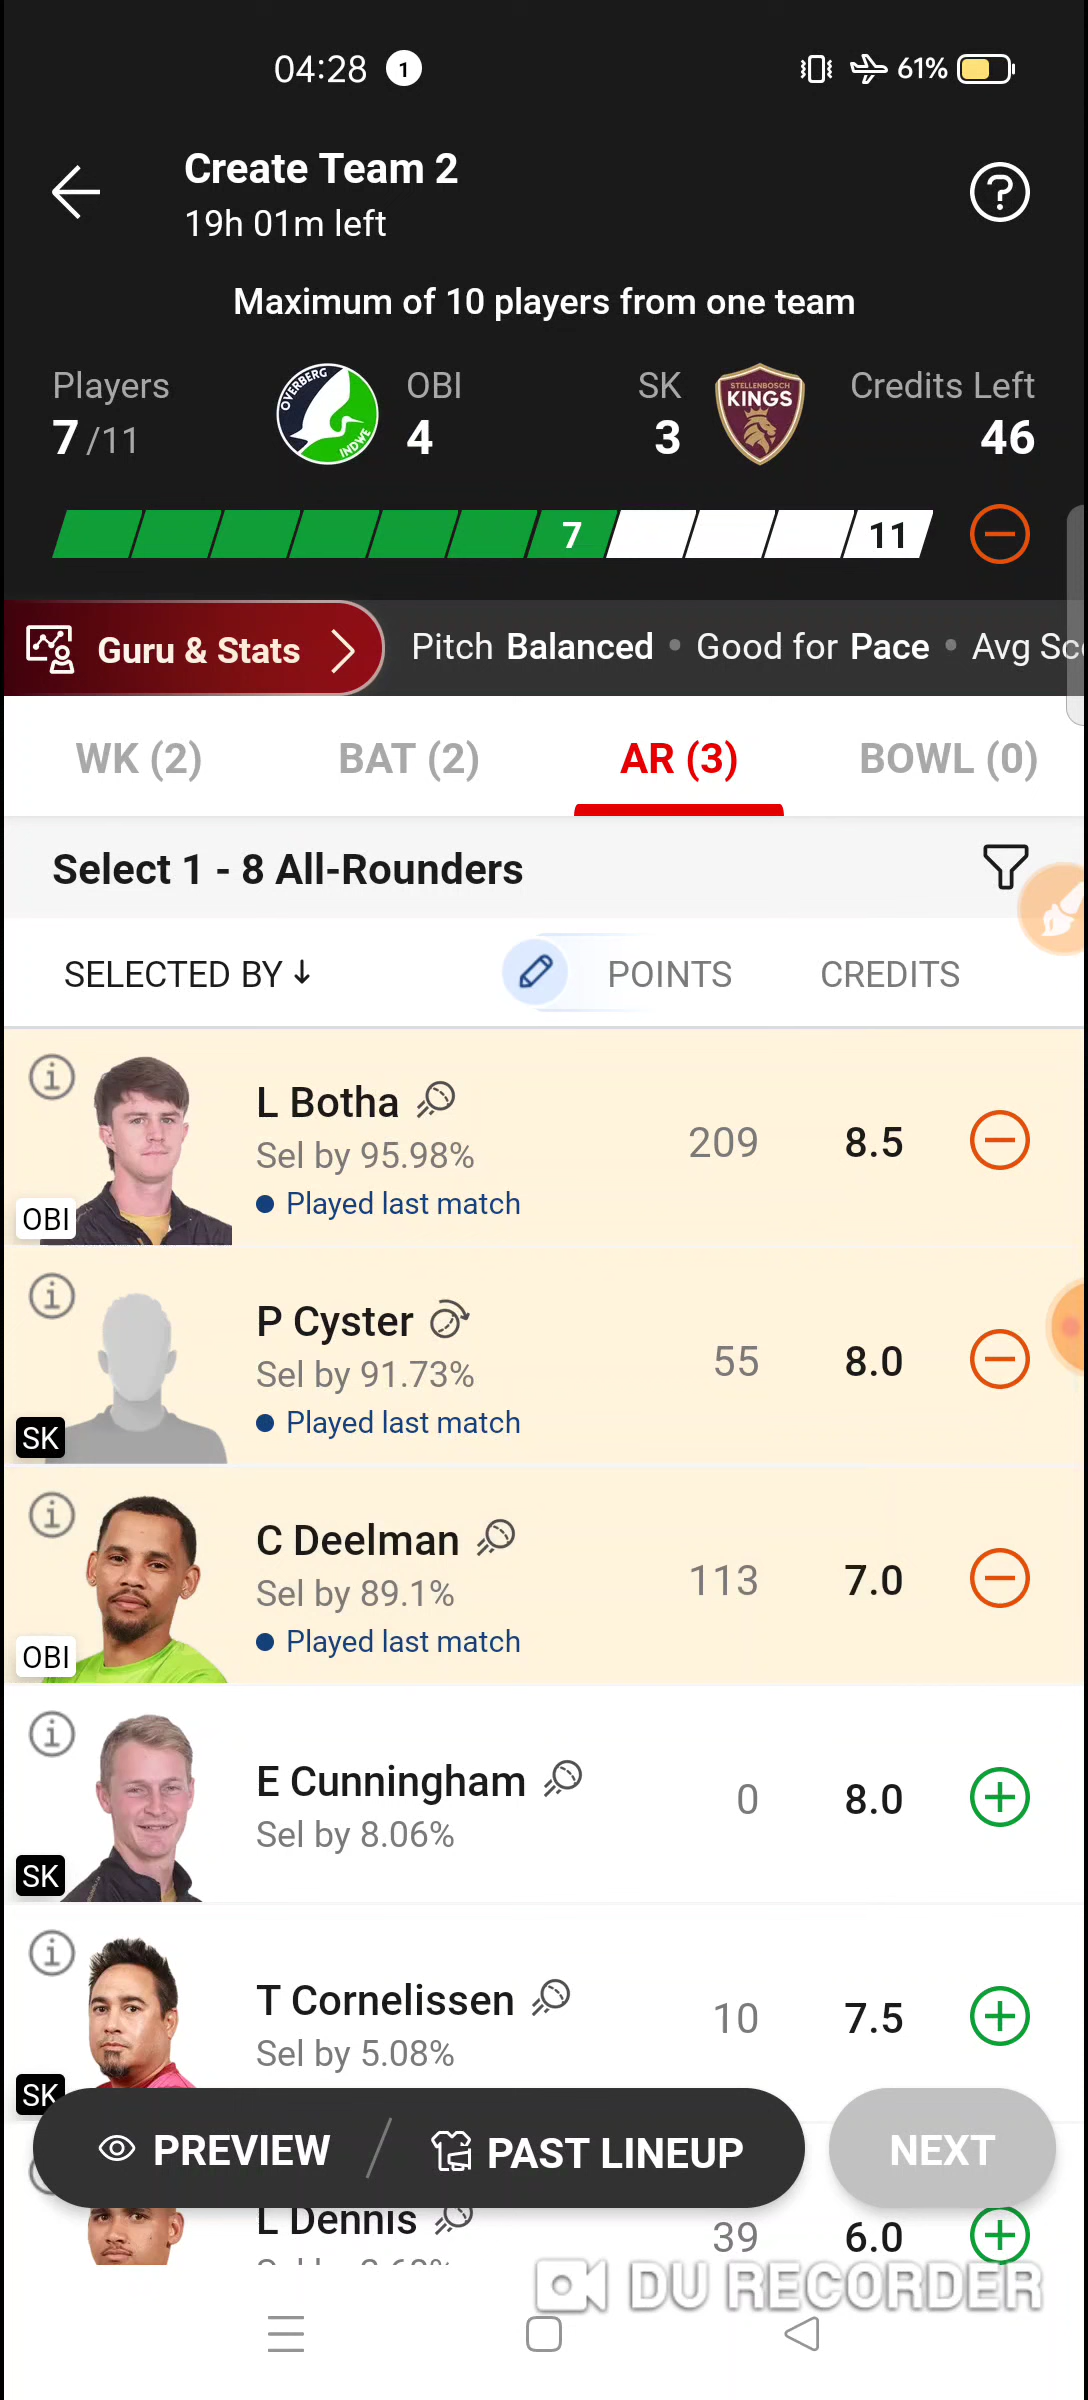 04:28 1 61%
Create Team 2
19h 01m left
Maximum of 10 players from one team
Players OBI SK Credits Left
7/11 4 3 46
OVERBERG INDWE
STELLENBOSCH KINGS
7 11
Guru & Stats Pitch Balanced • Good for Pace • Avg Sc
WK (2) BAT (2) AR (3) BOWL (0)
Select 1 - 8 All-Rounders
SELECTED BY ↓ POINTS CREDITS
L Botha
Sel by 95.98% 209 8.5
Played last match
OBI
P Cyster
Sel by 91.73% 55 8.0
Played last match
SK
C Deelman
Sel by 89.1% 113 7.0
Played last match
OBI
E Cunningham
Sel by 8.06% 0 8.0
SK
T Cornelissen
Sel by 5.08% 10 7.5
SK
PREVIEW / PAST LINEUP NEXT
L Dennis 39 6.0
DU RECORDER